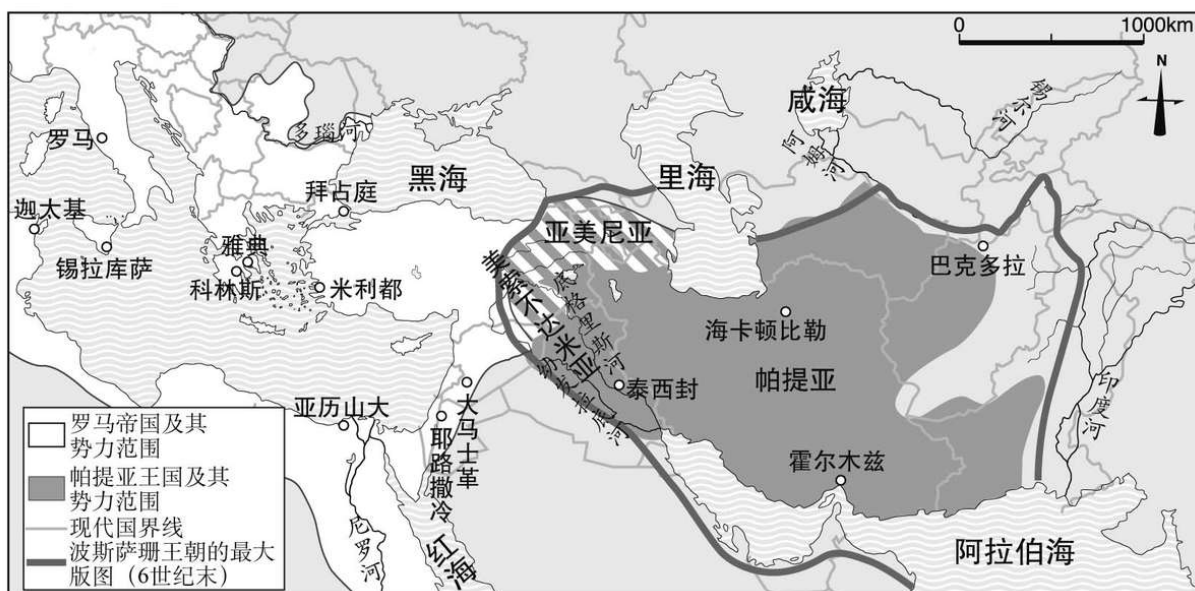 0 1000km
N
咸海
锡尔河
阿姆河
多瑙河
罗马
黑海
里海
拜占庭
迦太基
亚美尼亚
雅典
巴克多拉
锡拉库萨
科林斯
米利都
美索不达米亚
底格里斯河
海卡顿比勒
幼发拉底河
帕提亚
泰西封
印度河
亚历山大
大马士革
耶路撒冷
霍尔木兹
尼罗河
红海
阿拉伯海
罗马帝国及其
势力范围
帕提亚王国及其
势力范围
现代国界线
波斯萨珊王朝的最大
版图（6世纪末）